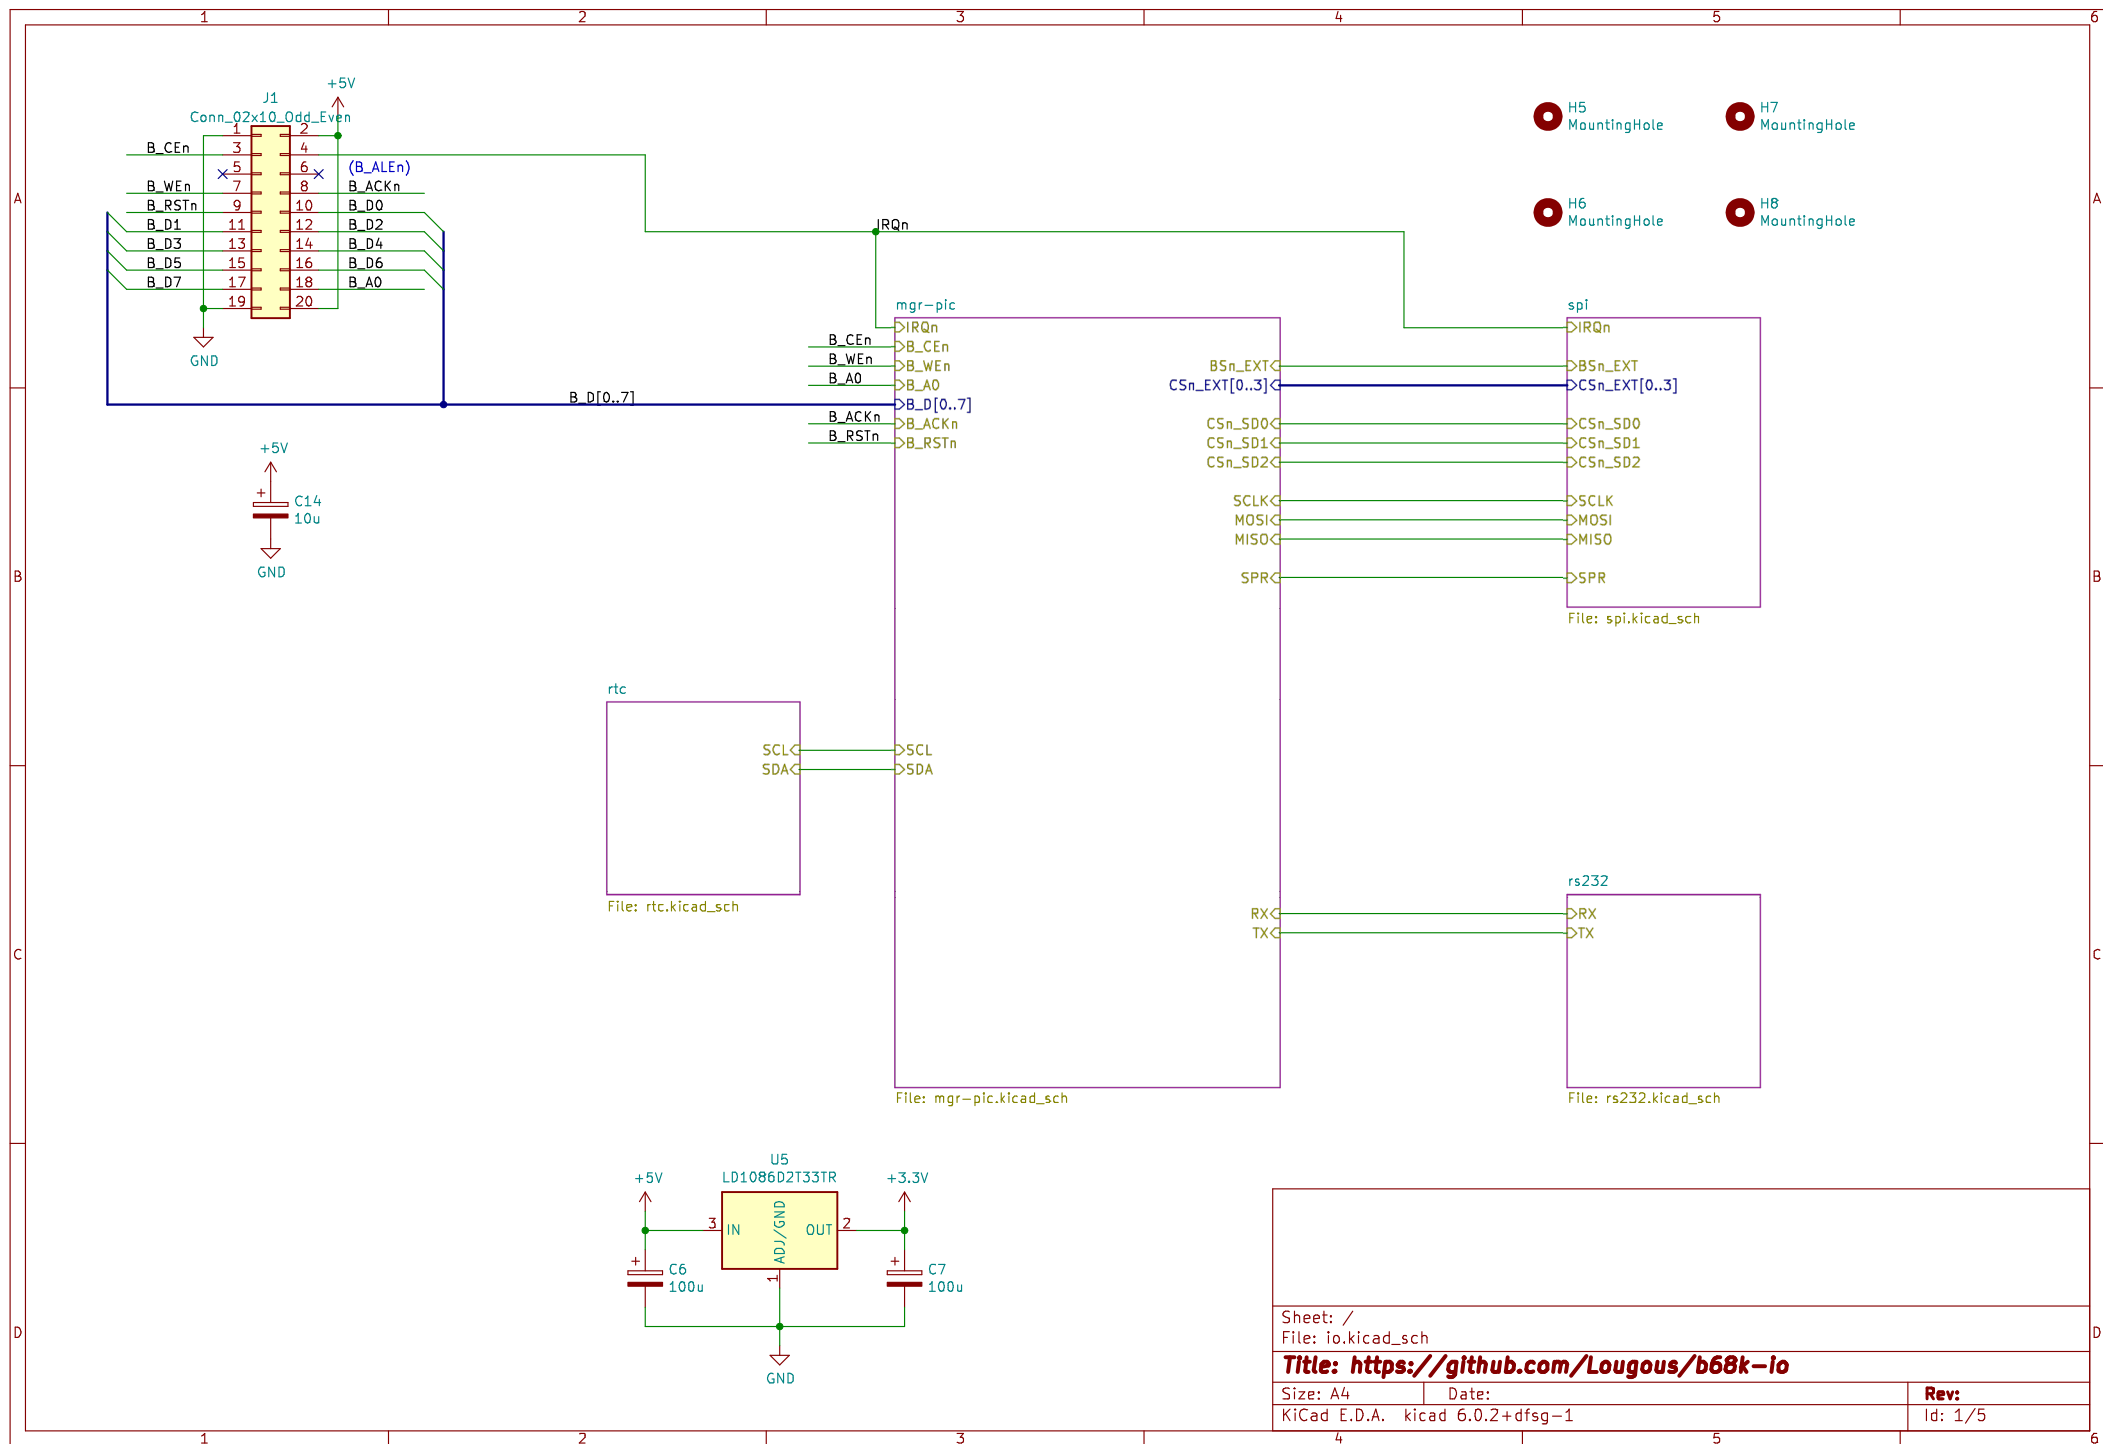 1 2 3 4 5 6
+5V
J1
Conn_02x10_Odd_Even
1 2
B_CEn 3 4
5 6 (B_ALEn)
B_WEn 7 8 B_ACKn
B_RSTn 9 10 B_D0
B_D1 11 12 B_D2
B_D3 13 14 B_D4
B_D5 15 16 B_D6
B_D7 17 18 B_A0
19 20
GND
H5
MountingHole
H7
MountingHole
H6
MountingHole
H8
MountingHole
A A
IRQn
mgr-pic
IRQn
B_CEn B_CEn
B_WEn B_WEn
B_A0 B_A0
B_D[0..7] B_D[0..7]
B_ACKn B_ACKn
B_RSTn B_RSTn
BSn_EXT
CSn_EXT[0..3]
CSn_SD0
CSn_SD1
CSn_SD2
SCLK
MOSI
MISO
SPR
spi
IRQn
BSn_EXT
CSn_EXT[0..3]
CSn_SD0
CSn_SD1
CSn_SD2
SCLK
MOSI
MISO
SPR
File: spi.kicad_sch
+5V
+
C14
10u
GND
B B
rtc
SCL SCL
SDA SDA
File: rtc.kicad_sch
rs232
RX RX
TX TX
C C
File: mgr-pic.kicad_sch
File: rs232.kicad_sch
U5
LD1086D2T33TR
+5V +3.3V
3 IN ADJ/GND OUT 2
1
+
C6
100u
+
C7
100u
GND
D D
Sheet: /
File: io.kicad_sch
Title: https://github.com/Lougous/b68k-io
Size: A4 Date: Rev:
KiCad E.D.A. kicad 6.0.2+dfsg-1 Id: 1/5
1 2 3 4 5 6